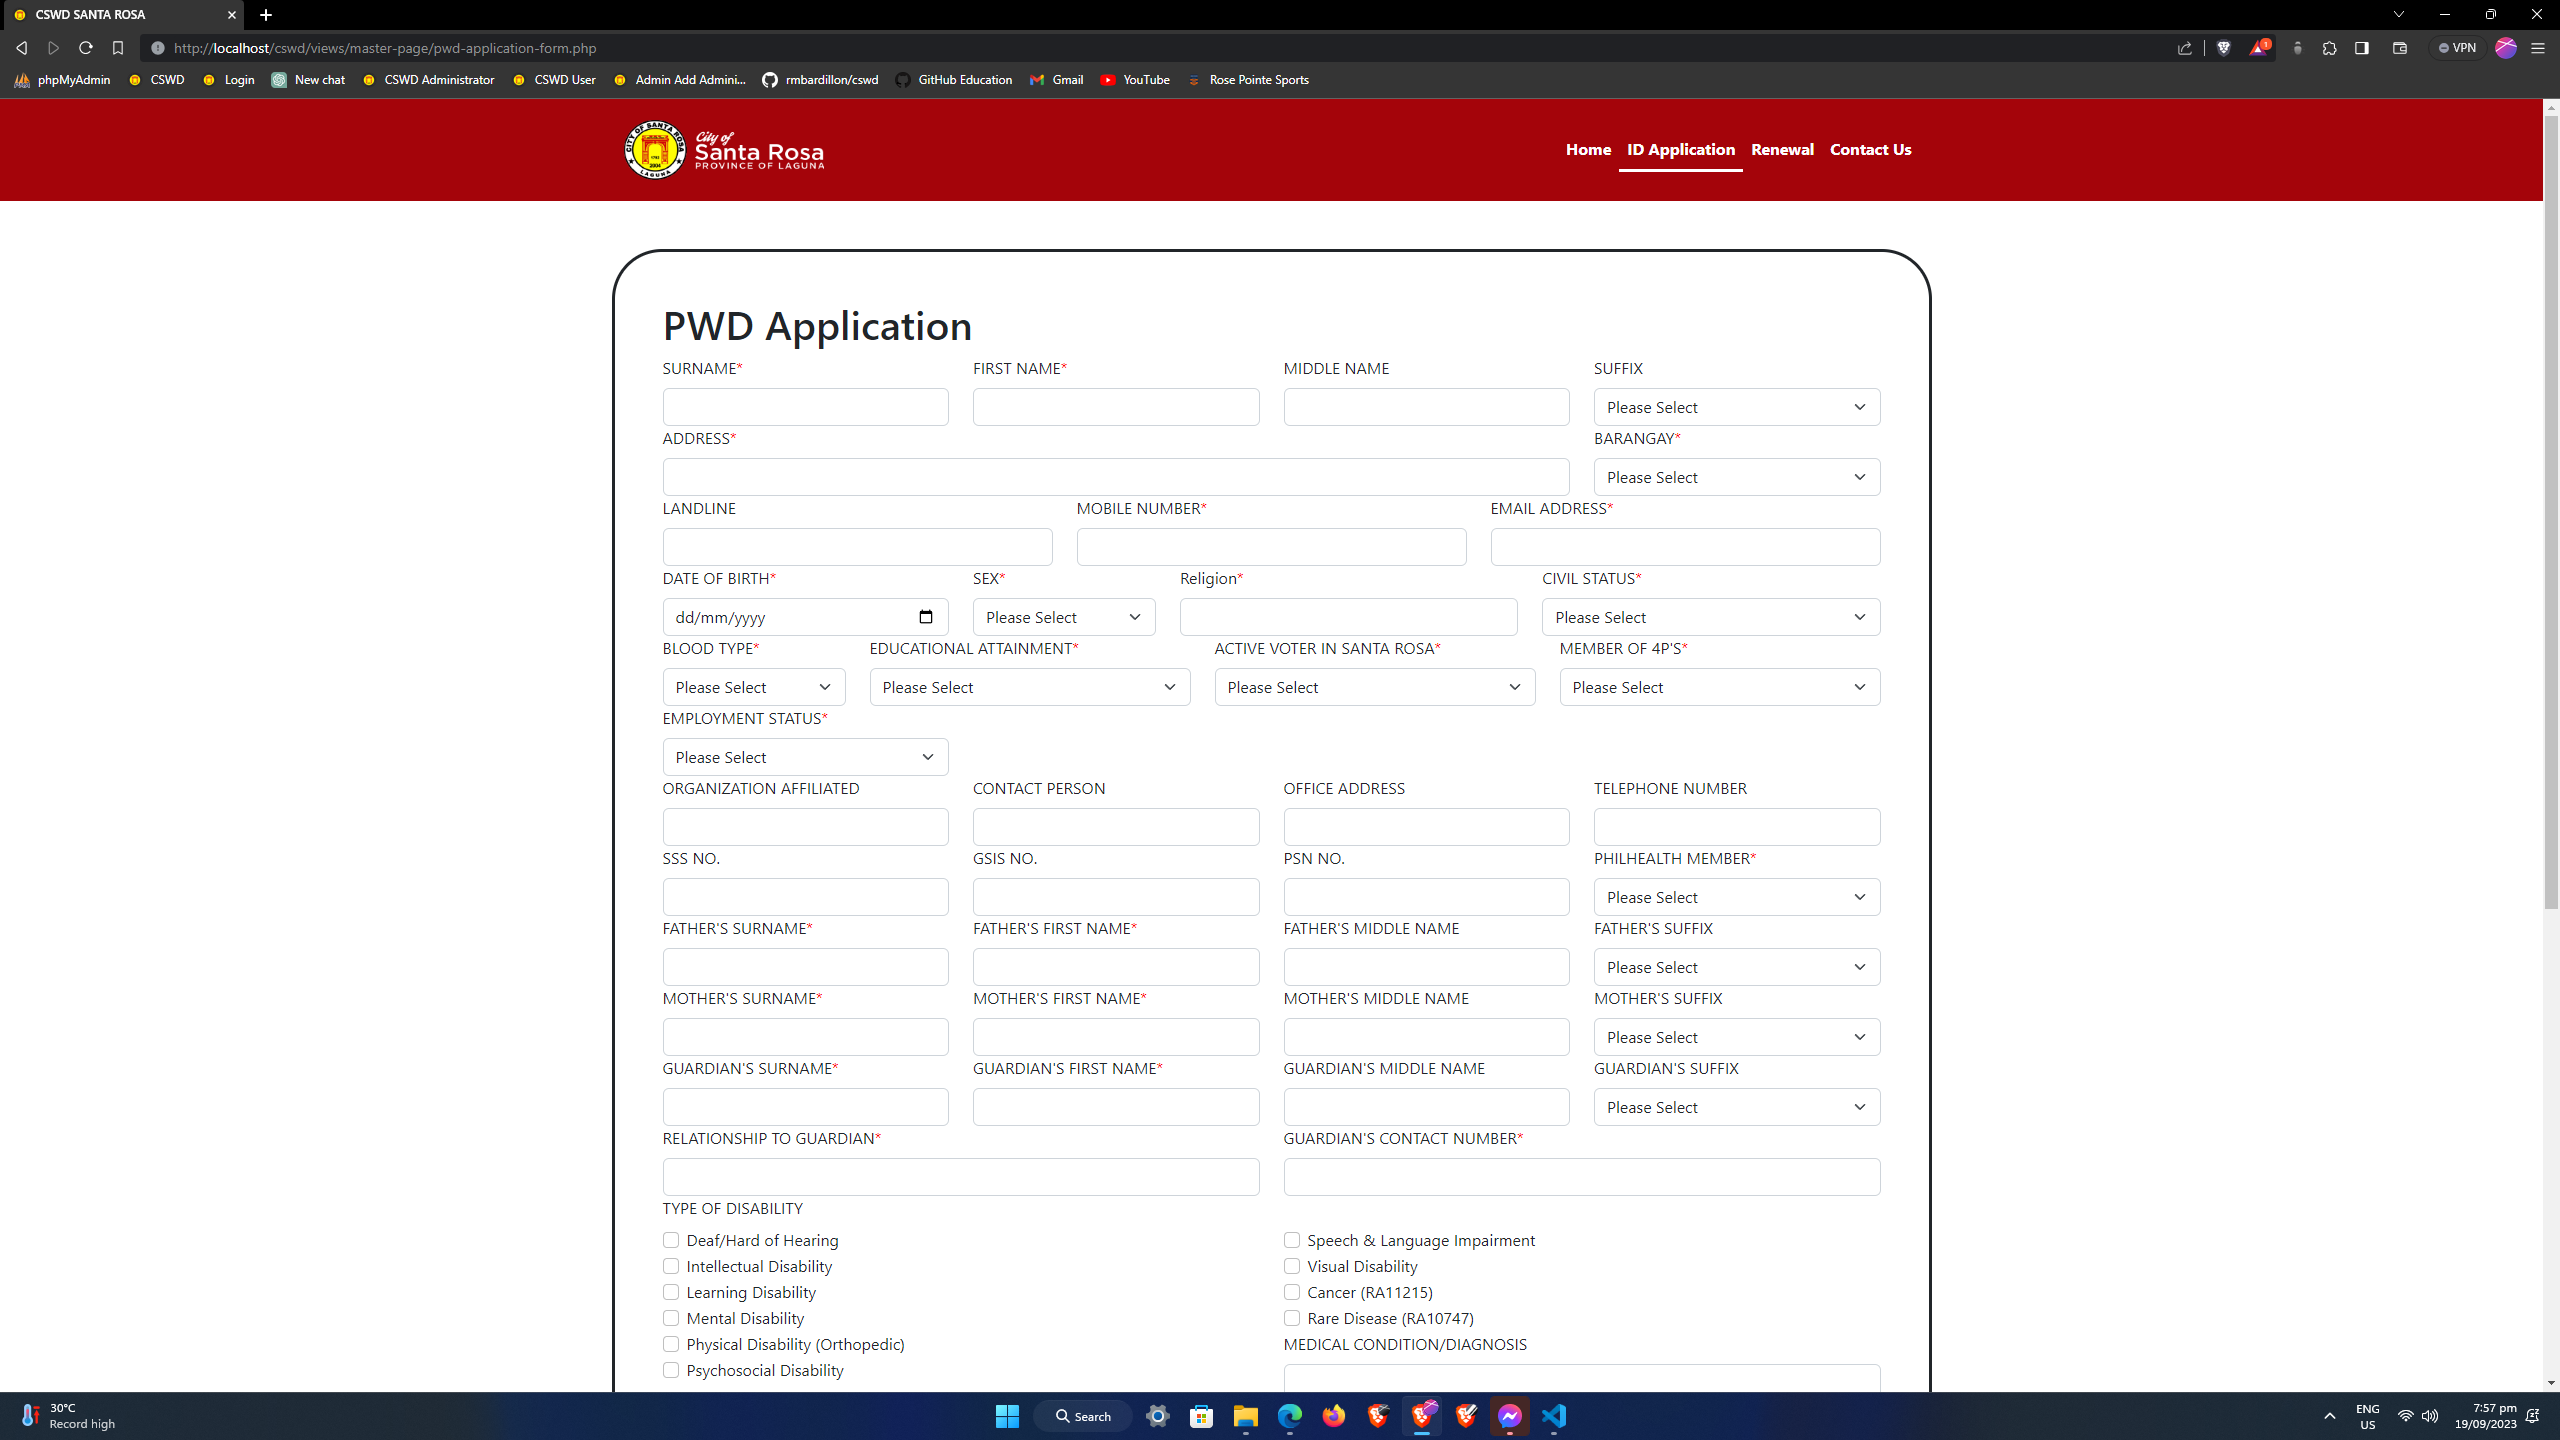 CSWD SANTA ROSA
http://localhost/cswd/views/master-page/pwd-application-form.php
1
VPN
phpMyAdmin CSWD Login New chat CSWD Administrator CSWD User Admin Add Admini... rmbardillon/cswd GitHub Education Gmail YouTube Rose Pointe Sports
CITY OF SANTA ROSA
LAGUNA
City of
Santa Rosa
PROVINCE OF LAGUNA
Home ID Application Renewal Contact Us
PWD Application
SURNAME* FIRST NAME* MIDDLE NAME SUFFIX
Please Select
ADDRESS* BARANGAY*
Please Select
LANDLINE MOBILE NUMBER* EMAIL ADDRESS*
DATE OF BIRTH* SEX* Religion* CIVIL STATUS*
dd/mm/yyyy Please Select Please Select
BLOOD TYPE* EDUCATIONAL ATTAINMENT* ACTIVE VOTER IN SANTA ROSA* MEMBER OF 4P'S*
Please Select Please Select Please Select Please Select
EMPLOYMENT STATUS*
Please Select
ORGANIZATION AFFILIATED CONTACT PERSON OFFICE ADDRESS TELEPHONE NUMBER
SSS NO. GSIS NO. PSN NO. PHILHEALTH MEMBER*
Please Select
FATHER'S SURNAME* FATHER'S FIRST NAME* FATHER'S MIDDLE NAME FATHER'S SUFFIX
Please Select
MOTHER'S SURNAME* MOTHER'S FIRST NAME* MOTHER'S MIDDLE NAME MOTHER'S SUFFIX
Please Select
GUARDIAN'S SURNAME* GUARDIAN'S FIRST NAME* GUARDIAN'S MIDDLE NAME GUARDIAN'S SUFFIX
Please Select
RELATIONSHIP TO GUARDIAN* GUARDIAN'S CONTACT NUMBER*
TYPE OF DISABILITY
Deaf/Hard of Hearing Speech & Language Impairment
Intellectual Disability Visual Disability
Learning Disability Cancer (RA11215)
Mental Disability Rare Disease (RA10747)
Physical Disability (Orthopedic) MEDICAL CONDITION/DIAGNOSIS
Psychosocial Disability
30°C
Record high
Search
ENG
US
7:57 pm
19/09/2023